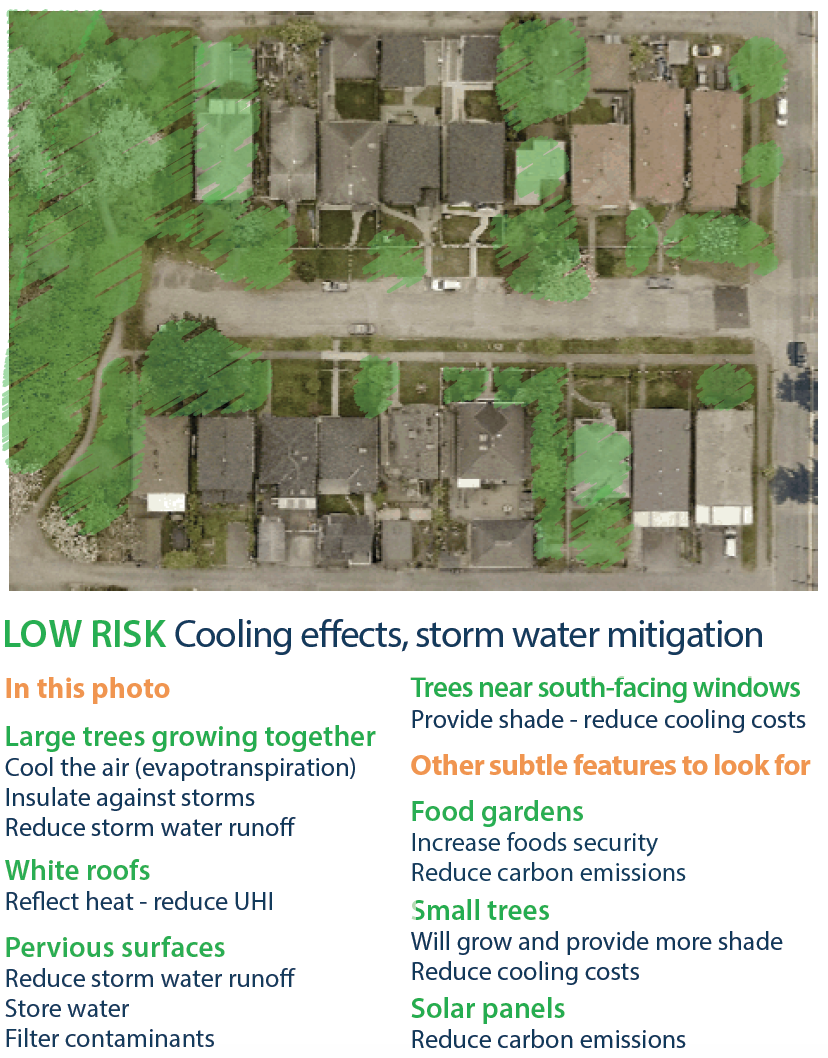 LOW RISK Cooling effects, storm water mitigation
In this photo
Large trees growing together
Cool the air (evapotranspiration)
Insulate against storms
Reduce storm water runoff
White roofs
Reflect heat - reduce UHI
Pervious surfaces
Reduce storm water runoff
Store water
Filter contaminants
Trees near south-facing windows
Provide shade - reduce cooling costs
Other subtle features to look for
Food gardens
Increase foods security
Reduce carbon emissions
Small trees
Will grow and provide more shade
Reduce cooling costs
Solar panels
Reduce carbon emissions